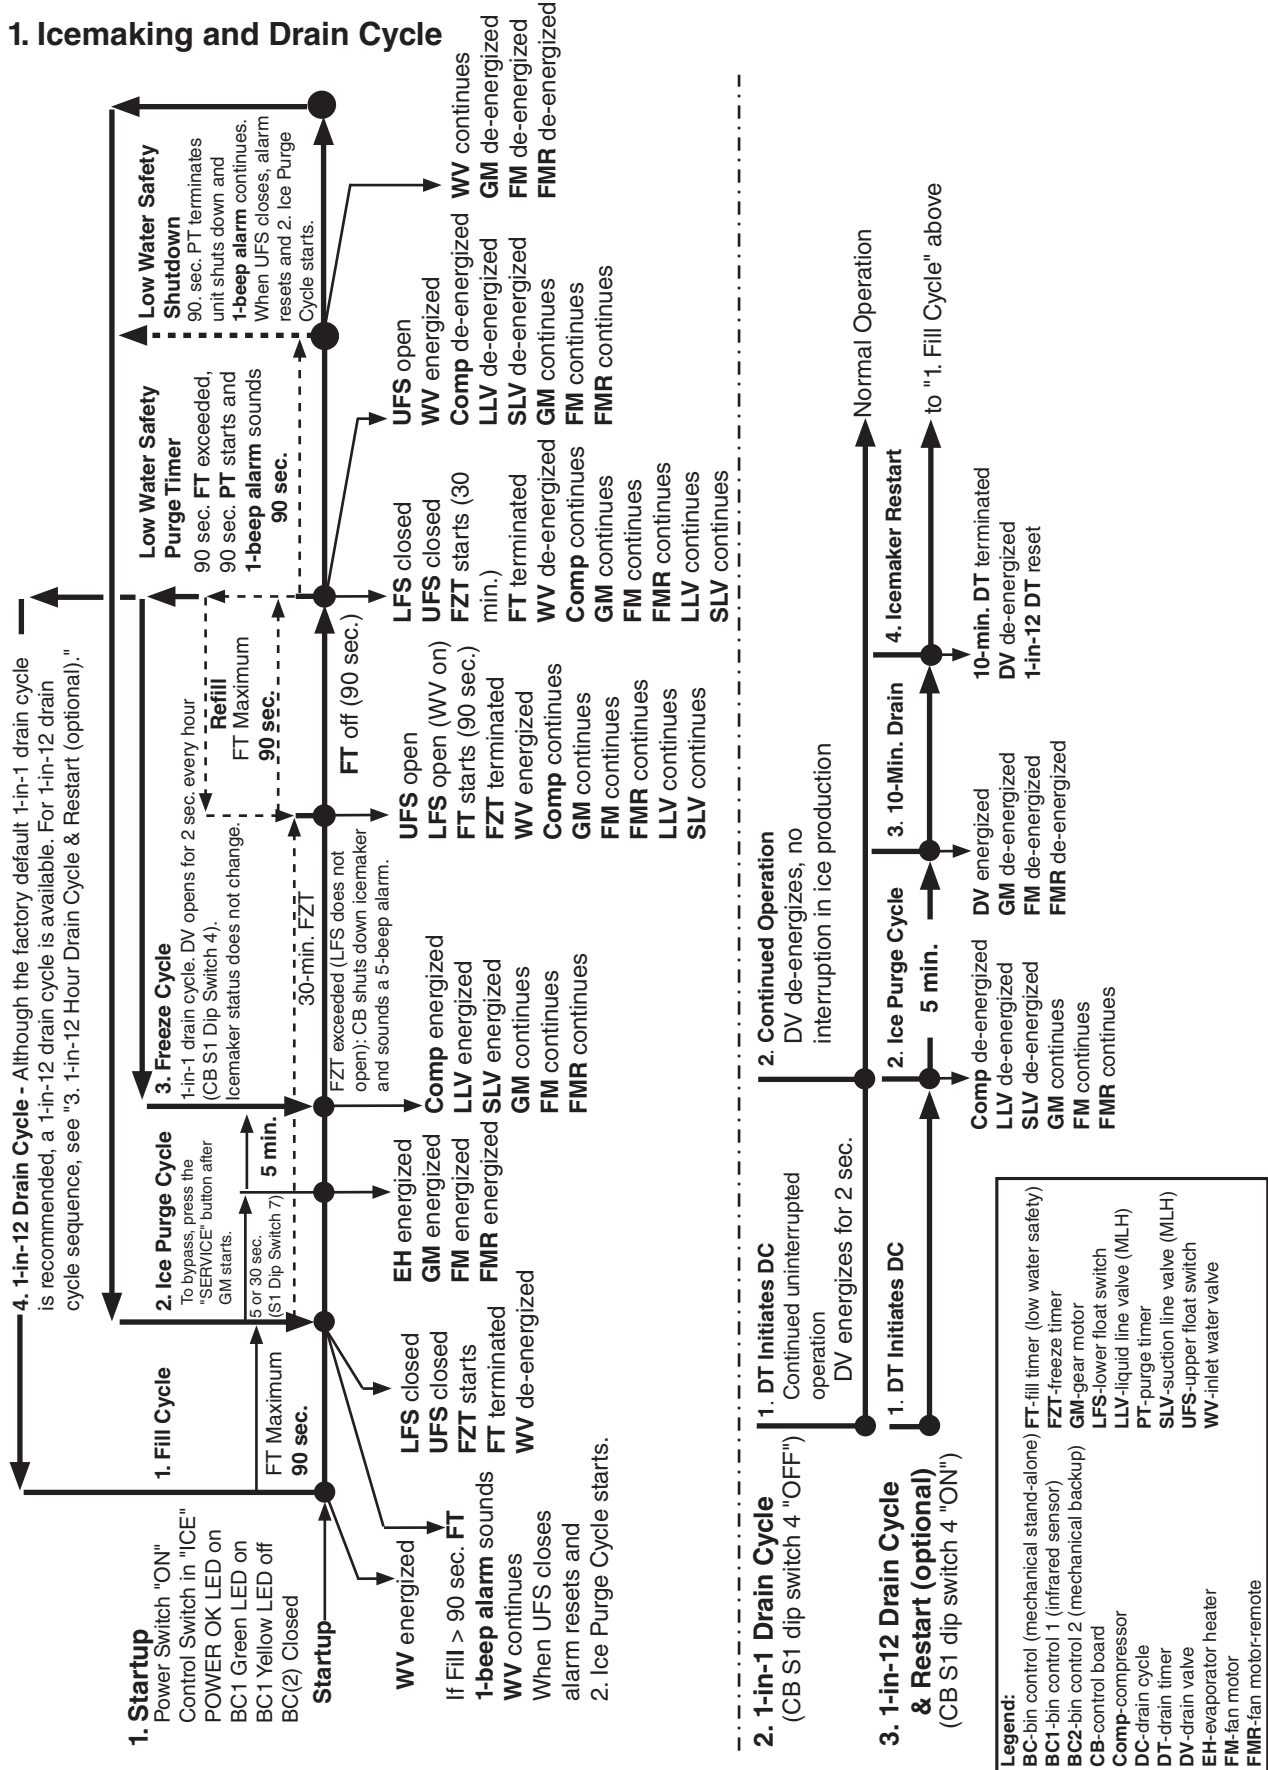 1. Icemaking and Drain Cycle
4. 1-in-12 Drain Cycle - Although the factory default 1-in-1 drain cycle
is recommended, a 1-in-12 drain cycle is available. For 1-in-12 drain
cycle sequence, see "3. 1-in-12 Hour Drain Cycle & Restart (optional)."
1. Startup
Power Switch "ON"
Control Switch in "ICE"
POWER OK LED on
BC1 Green LED on
BC1 Yellow LED off
BC(2) Closed
Startup
1. Fill Cycle
FT Maximum
90 sec.
2. Ice Purge Cycle
To bypass, press the
"SERVICE" button after
GM starts.
5 or 30 sec.
(S1 Dip Switch 7)
5 min.
3. Freeze Cycle
1-in-1 drain cycle. DV opens for 2 sec. every hour
(CB S1 Dip Switch 4).
Icemaker status does not change.
30-min. FZT
FZT exceeded (LFS does not
open): CB shuts down icemaker
and sounds a 5-beep alarm.
Refill
FT Maximum
90 sec.
FT off (90 sec.)
Low Water Safety
Purge Timer
90 sec. FT exceeded,
90 sec. PT starts and
1-beep alarm sounds
90 sec.
Low Water Safety
Shutdown
90. sec. PT terminates
unit shuts down and
1-beep alarm continues.
When UFS closes, alarm
resets and 2. Ice Purge
Cycle starts.
WV energized
If Fill > 90 sec. FT
1-beep alarm sounds
WV continues
When UFS closes
alarm resets and
2. Ice Purge Cycle starts.
LFS closed
UFS closed
FZT starts
FT terminated
WV de-energized
EH energized
GM energized
FM energized
FMR energized
Comp energized
LLV energized
SLV energized
GM continues
FM continues
FMR continues
UFS open
LFS open (WV on)
FT starts (90 sec.)
FZT terminated
WV energized
Comp continues
GM continues
FM continues
FMR continues
LLV continues
SLV continues
LFS closed
UFS closed
FZT starts (30
min.)
FT terminated
WV de-energized
Comp continues
GM continues
FM continues
FMR continues
LLV continues
SLV continues
UFS open
WV energized
Comp de-energized
LLV de-energized
SLV de-energized
GM continues
FM continues
FMR continues
WV continues
GM de-energized
FM de-energized
FMR de-energized
2. 1-in-1 Drain Cycle
(CB S1 dip switch 4 "OFF")
1. DT Initiates DC
Continued uninterrupted
operation
DV energizes for 2 sec.
2. Continued Operation
DV de-energizes, no
interruption in ice production
Normal Operation
3. 1-in-12 Drain Cycle
& Restart (optional)
(CB S1 dip switch 4 "ON")
1. DT Initiates DC
2. Ice Purge Cycle
5 min.
3. 10-Min. Drain
4. Icemaker Restart
to "1. Fill Cycle" above
Comp de-energized
LLV de-energized
SLV de-energized
GM continues
FM continues
FMR continues
DV energized
GM de-energized
FM de-energized
FMR de-energized
10-min. DT terminated
DV de-energized
1-in-12 DT reset
Legend:
BC-bin control (mechanical stand-alone)
BC1-bin control 1 (infrared sensor)
BC2-bin control 2 (mechanical backup)
CB-control board
Comp-compressor
DC-drain cycle
DT-drain timer
DV-drain valve
EH-evaporator heater
FM-fan motor
FMR-fan motor-remote
FT-fill timer (low water safety)
FZT-freeze timer
GM-gear motor
LFS-lower float switch
LLV-liquid line valve (MLH)
PT-purge timer
SLV-suction line valve (MLH)
UFS-upper float switch
WV-inlet water valve